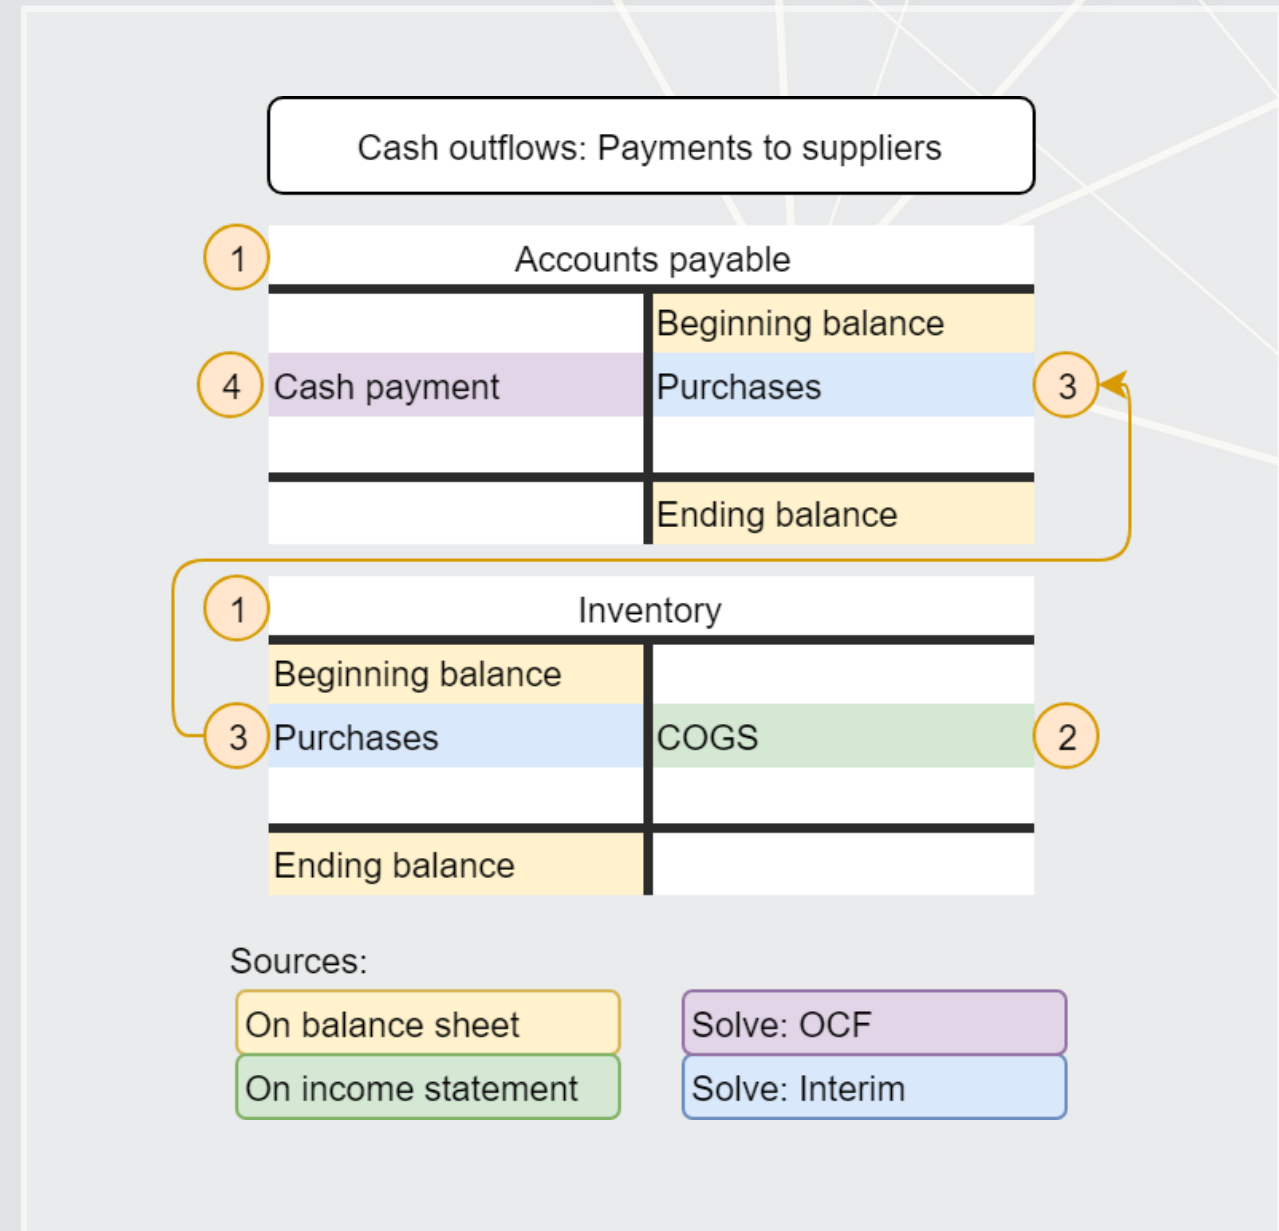 Cash outflows: Payments to suppliers
1 Accounts payable
Beginning balance
4 Cash payment Purchases 3
Ending balance
1 Inventory
Beginning balance
3 Purchases COGS 2
Ending balance
Sources:
On balance sheet Solve: OCF
On income statement Solve: Interim